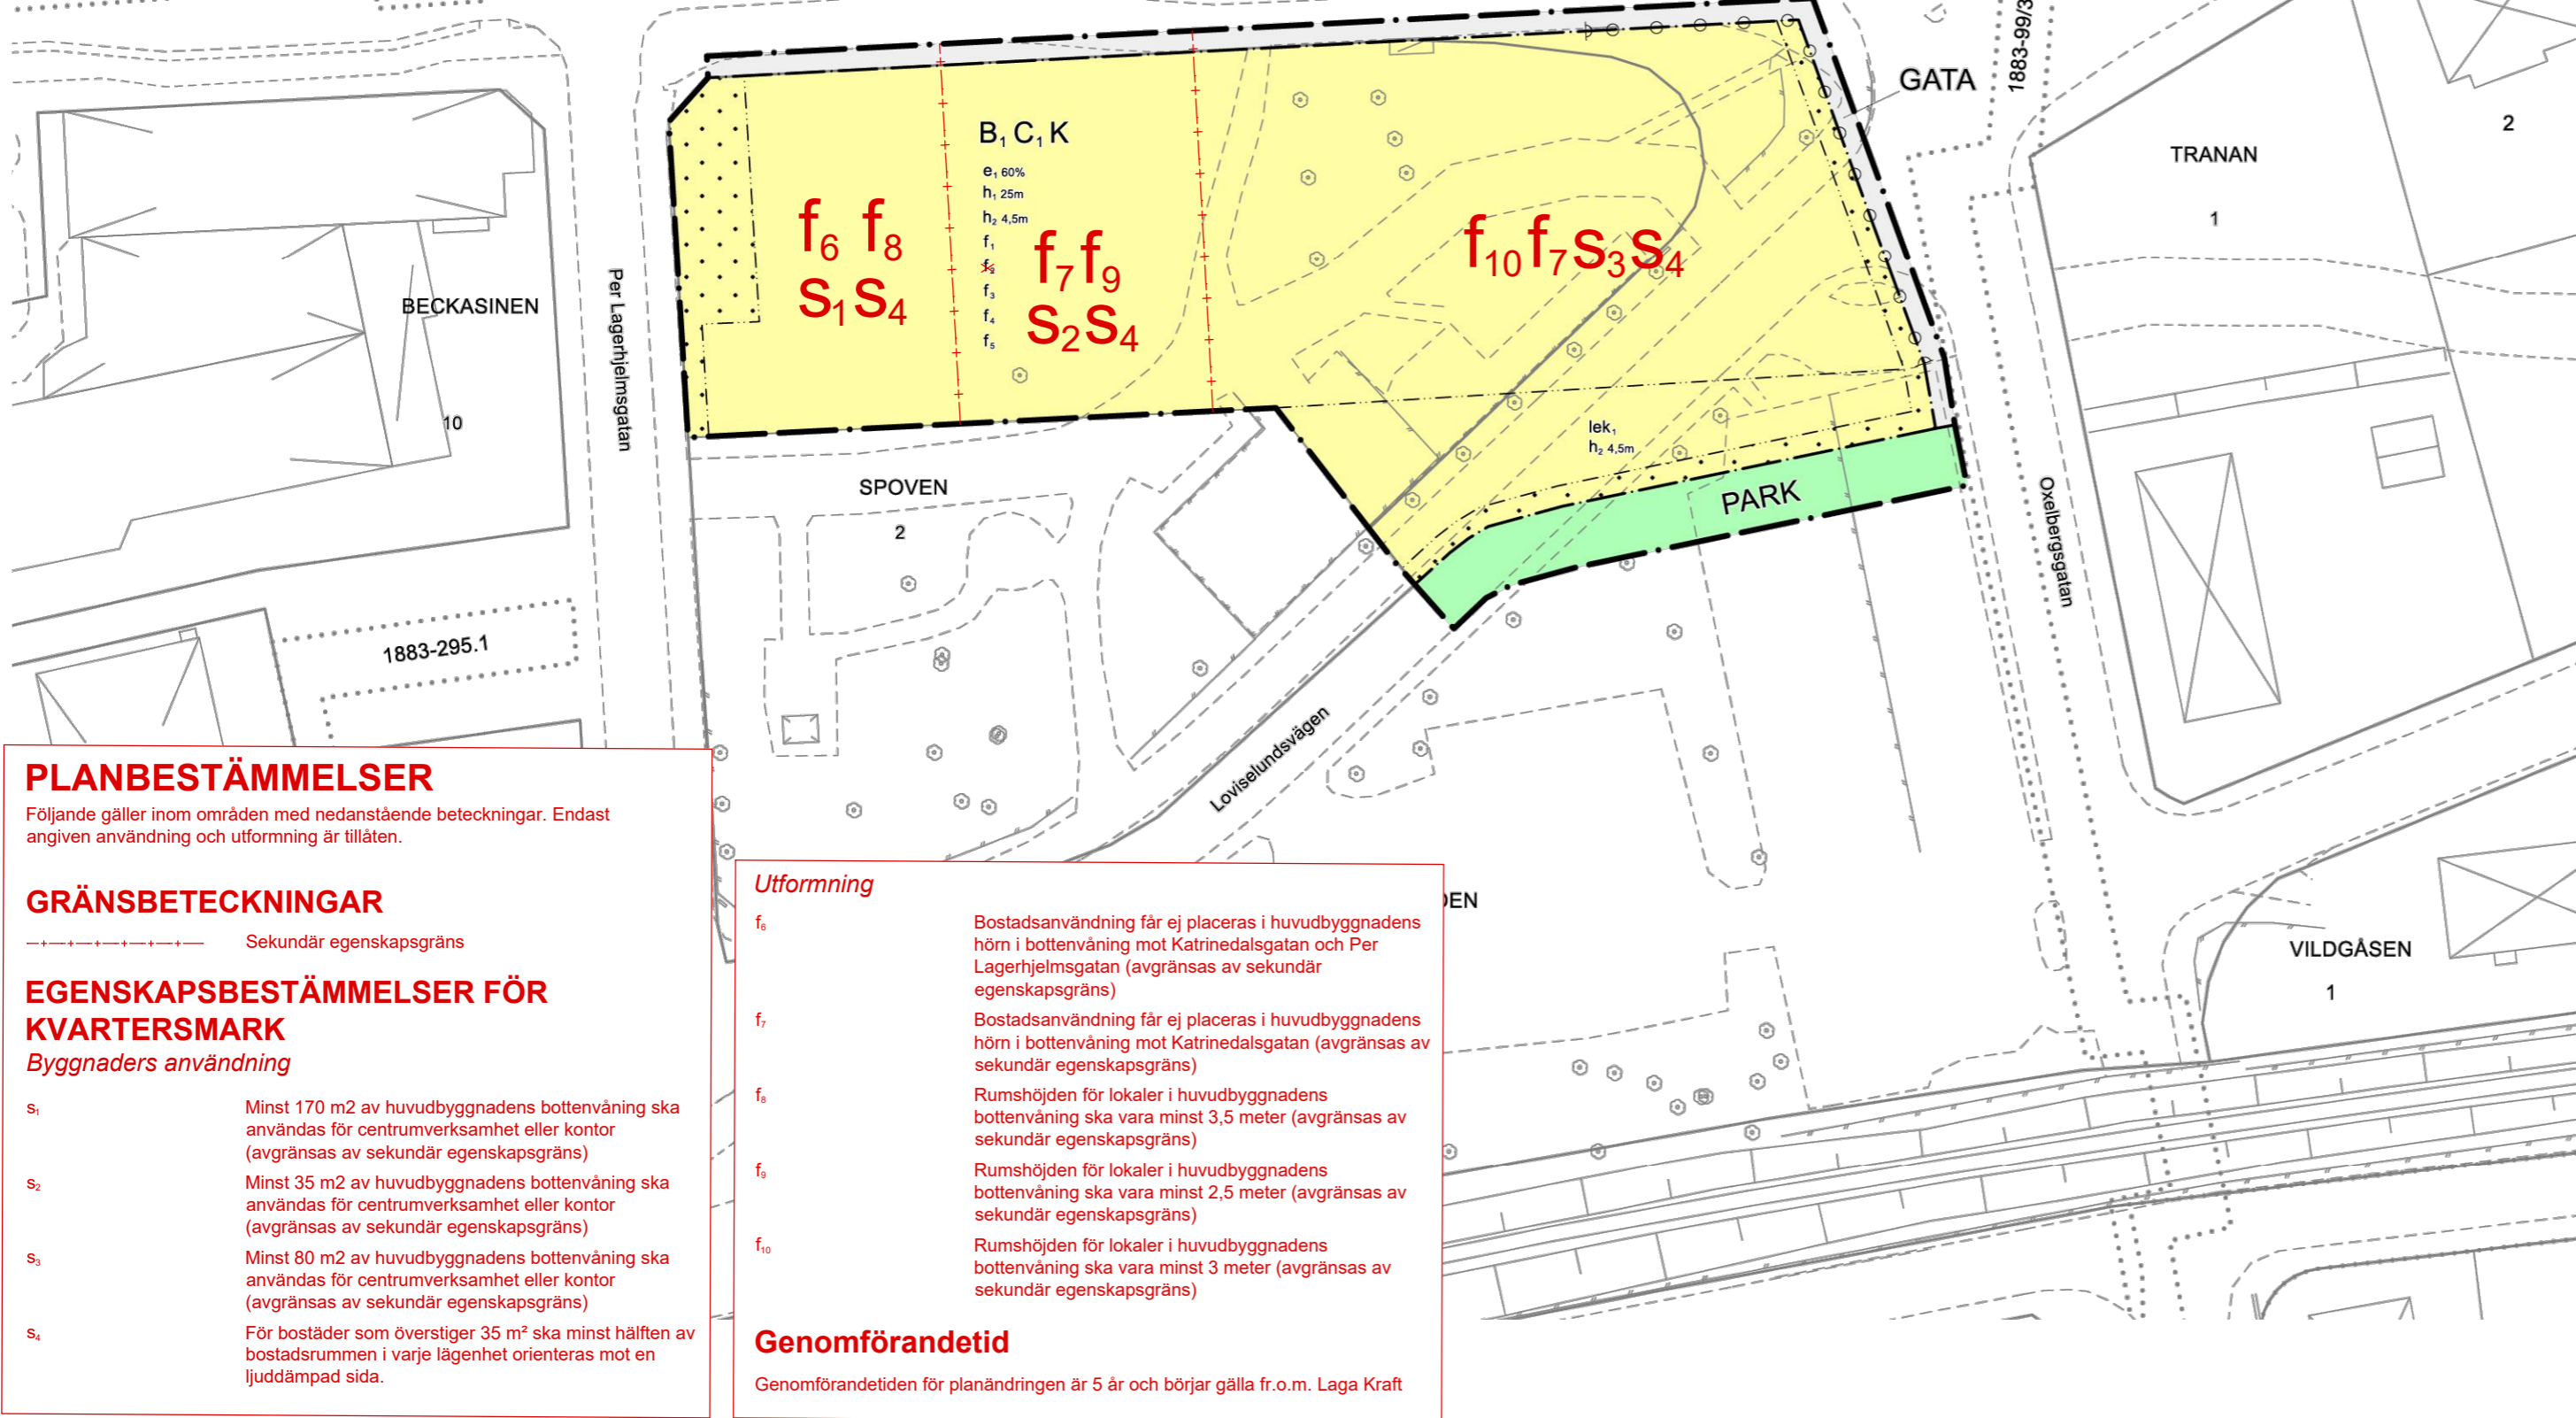 1883-99/3
GATA
TRANAN
1
2
B₁ C₁ K
e₁ 60%
h₁ 25m
h₂ 4,5m
f₁
f₂
f₃
f₄
f₅
f₆ f₈
s₁ s₄
f₇ f₉
s₂ s₄
f₁₀ f₇ s₃ s₄
BECKASINEN
10
Per Lagerhjelmsgatan
lek₁
h₂ 4,5m
PARK
SPOVEN
2
Oxelbergsgatan
1883-295.1
Loviselundsvägen
DEN
VILDGÅSEN
1
PLANBESTÄMMELSER
Följande gäller inom områden med nedanstående beteckningar. Endast
angiven användning och utformning är tillåten.
GRÄNSBETECKNINGAR
Sekundär egenskapsgräns
EGENSKAPSBESTÄMMELSER FÖR
KVARTERSMARK
Byggnaders användning
s₁ Minst 170 m2 av huvudbyggnadens bottenvåning ska
användas för centrumverksamhet eller kontor
(avgränsas av sekundär egenskapsgräns)
s₂ Minst 35 m2 av huvudbyggnadens bottenvåning ska
användas för centrumverksamhet eller kontor
(avgränsas av sekundär egenskapsgräns)
s₃ Minst 80 m2 av huvudbyggnadens bottenvåning ska
användas för centrumverksamhet eller kontor
(avgränsas av sekundär egenskapsgräns)
s₄ För bostäder som överstiger 35 m² ska minst hälften av
bostadsrummen i varje lägenhet orienteras mot en
ljuddämpad sida.
Utformning
f₆ Bostadsanvändning får ej placeras i huvudbyggnadens
hörn i bottenvåning mot Katrinedalsgatan och Per
Lagerhjelmsgatan (avgränsas av sekundär
egenskapsgräns)
f₇ Bostadsanvändning får ej placeras i huvudbyggnadens
hörn i bottenvåning mot Katrinedalsgatan (avgränsas av
sekundär egenskapsgräns)
f₈ Rumshöjden för lokaler i huvudbyggnadens
bottenvåning ska vara minst 3,5 meter (avgränsas av
sekundär egenskapsgräns)
f₉ Rumshöjden för lokaler i huvudbyggnadens
bottenvåning ska vara minst 2,5 meter (avgränsas av
sekundär egenskapsgräns)
f₁₀ Rumshöjden för lokaler i huvudbyggnadens
bottenvåning ska vara minst 3 meter (avgränsas av
sekundär egenskapsgräns)
Genomförandetid
Genomförandetiden för planändringen är 5 år och börjar gälla fr.o.m. Laga Kraft